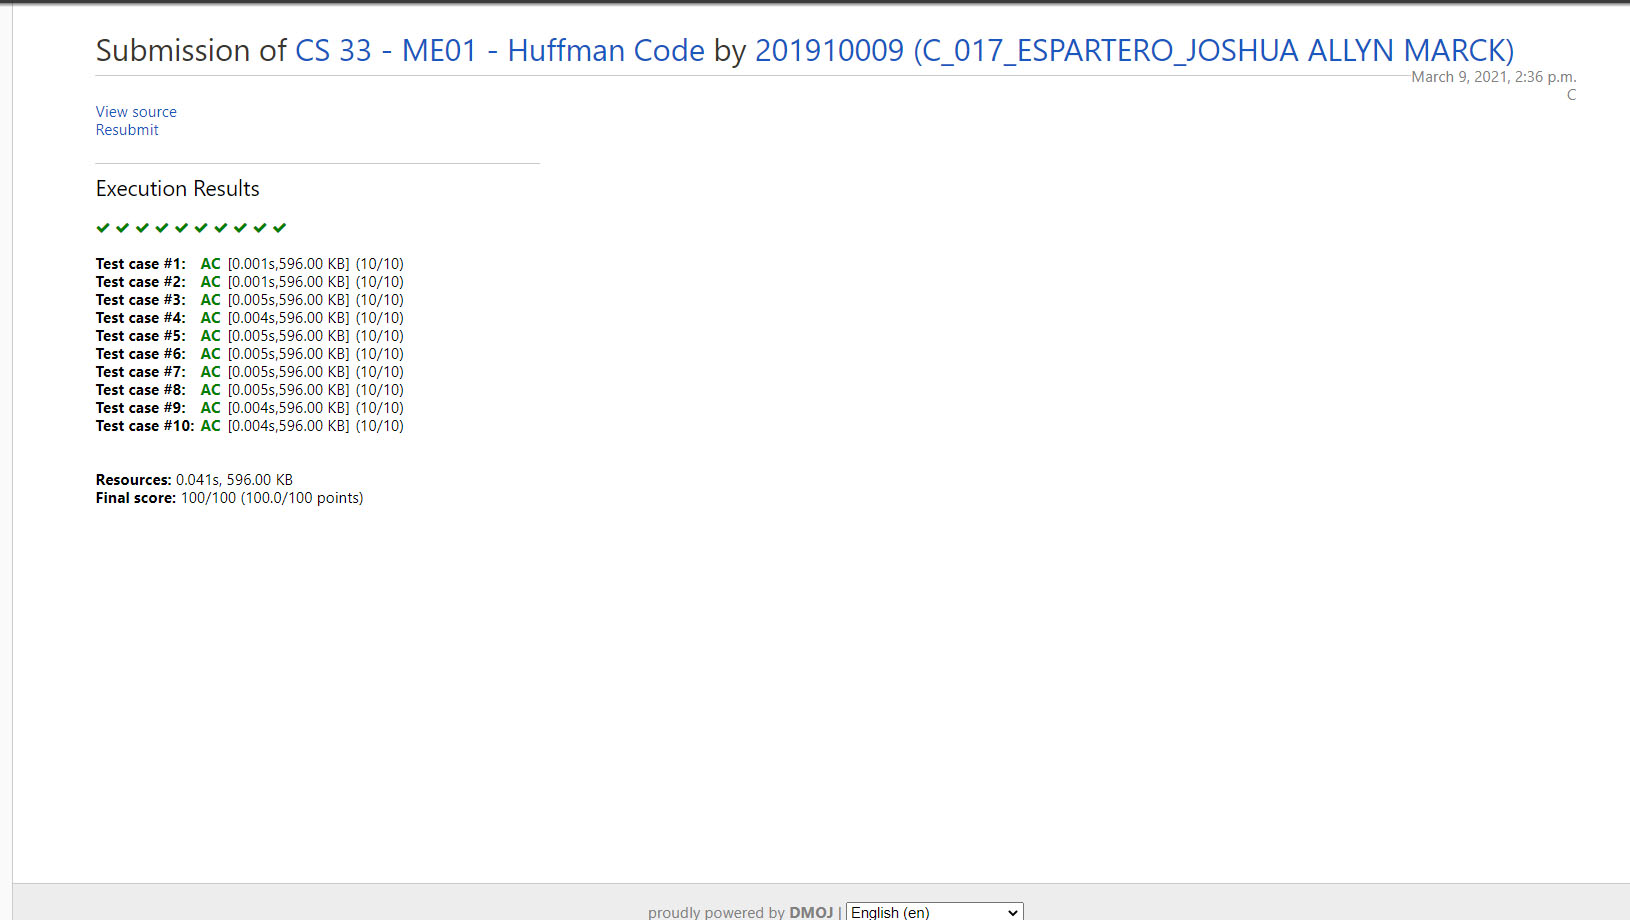 Submission of CS 33 - ME01 - Huffman Code by 201910009 (C_017_ESPARTERO_JOSHUA ALLYN MARCK)
March 9, 2021, 2:36 p.m.
C
View source
Resubmit
Execution Results
✔ ✔ ✔ ✔ ✔ ✔ ✔ ✔ ✔ ✔
Test case #1: AC [0.001s,596.00 KB] (10/10)
Test case #2: AC [0.001s,596.00 KB] (10/10)
Test case #3: AC [0.005s,596.00 KB] (10/10)
Test case #4: AC [0.004s,596.00 KB] (10/10)
Test case #5: AC [0.005s,596.00 KB] (10/10)
Test case #6: AC [0.005s,596.00 KB] (10/10)
Test case #7: AC [0.005s,596.00 KB] (10/10)
Test case #8: AC [0.005s,596.00 KB] (10/10)
Test case #9: AC [0.004s,596.00 KB] (10/10)
Test case #10: AC [0.004s,596.00 KB] (10/10)
Resources: 0.041s, 596.00 KB
Final score: 100/100 (100.0/100 points)
proudly powered by DMOJ | English (en)